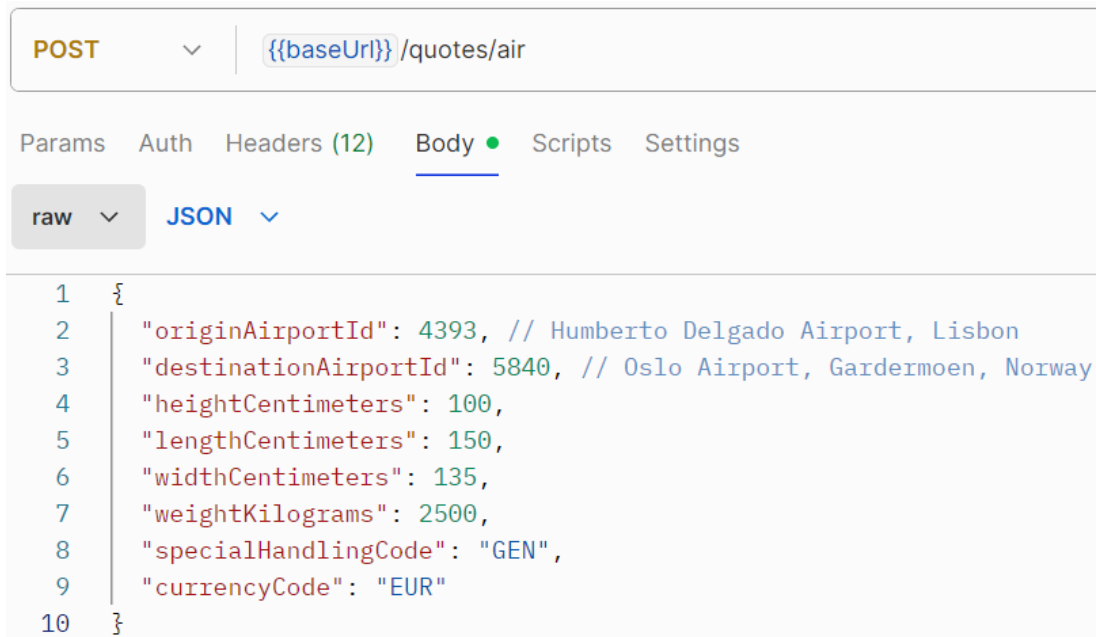 POST {{baseUrl}}/quotes/air
Params Auth Headers (12) Body Scripts Settings
raw JSON
1 {
2 "originAirportId": 4393, // Humberto Delgado Airport, Lisbon
3 "destinationAirportId": 5840, // Oslo Airport, Gardermoen, Norway
4 "heightCentimeters": 100,
5 "lengthCentimeters": 150,
6 "widthCentimeters": 135,
7 "weightKilograms": 2500,
8 "specialHandlingCode": "GEN",
9 "currencyCode": "EUR"
10 }